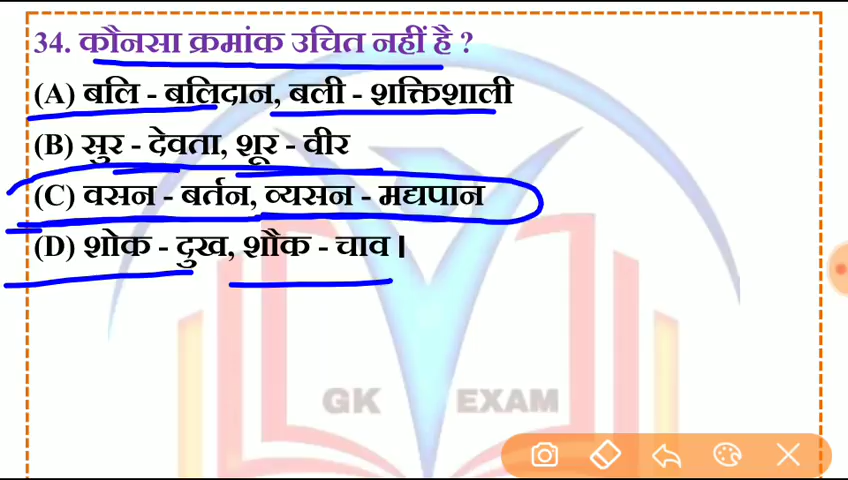 34. कौनसा क्रमांक उचित नहीं है ?
(A) बलि - बलिदान, बली - शक्तिशाली
(B) सुर - देवता, शूर - वीर
(C) वसन - बर्तन, व्यसन - मद्यपान
(D) शोक - दुख, शौक - चाव।
GK EXAM